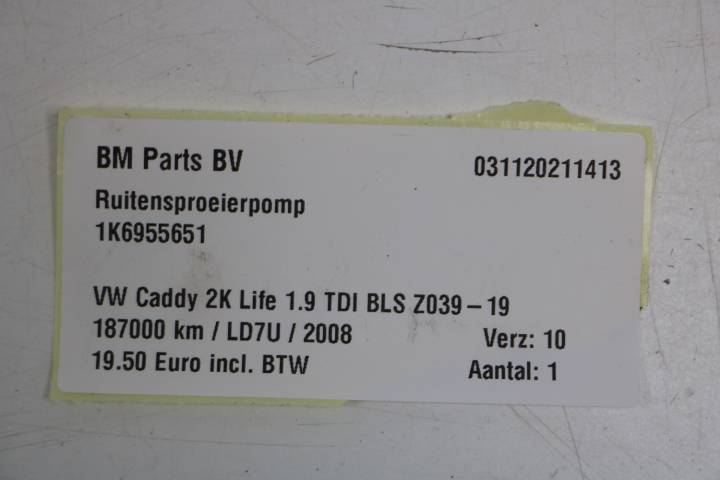 BM Parts BV 031120211413
Ruitensproeierpomp
1K6955651
VW Caddy 2K Life 1.9 TDI BLS Z039-19
187000 km / LD7U / 2008 Verz: 10
19.50 Euro incl. BTW Aantal: 1